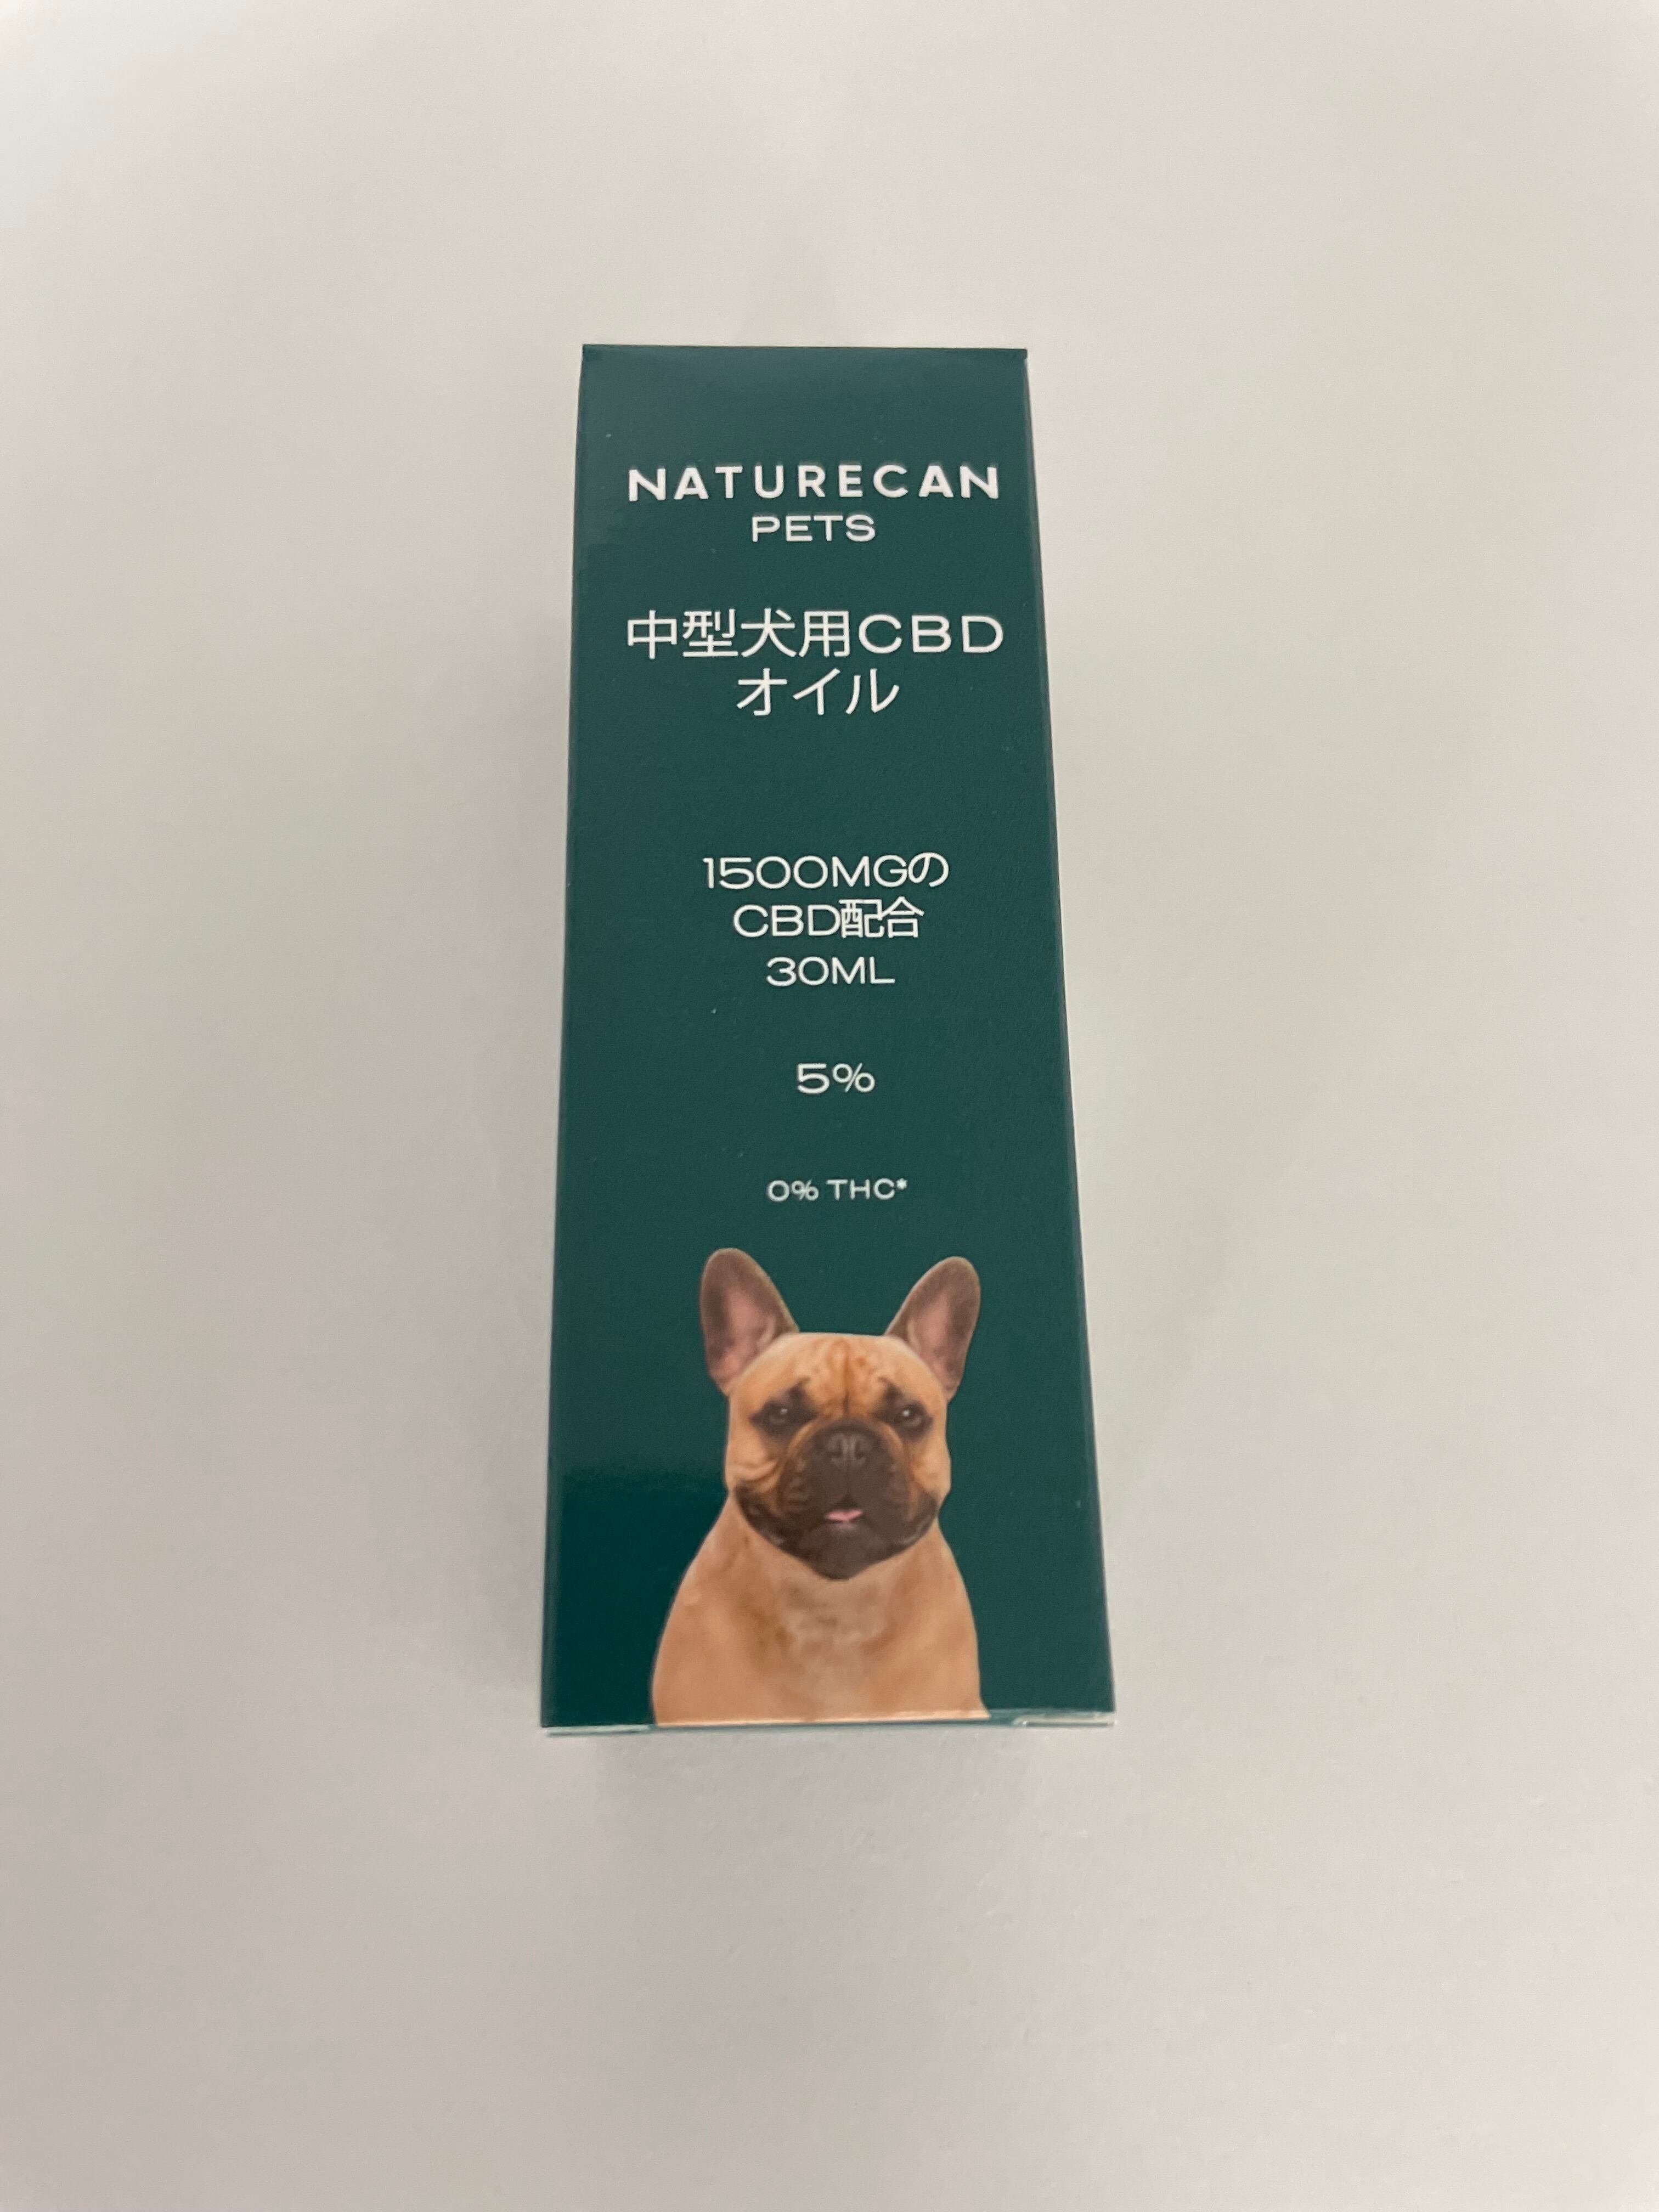 NATURECAN
PETS
中型犬用CBD
オイル
1500MGの
CBD配合
30ML
5%
0% THC*